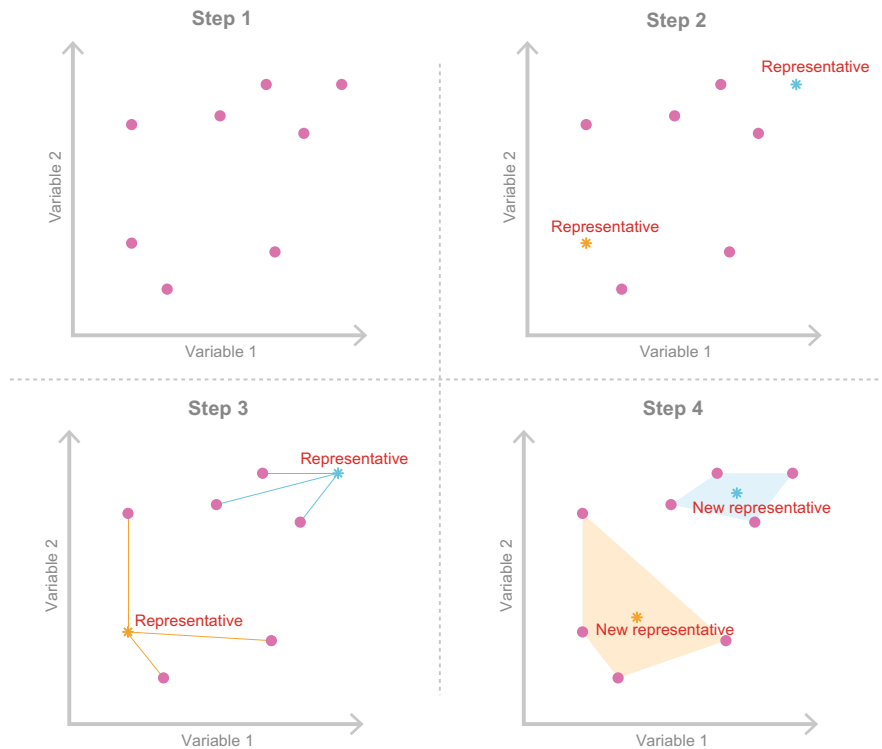 Step 1
Variable 2
Variable 1
Step 2
Representative
Representative
Variable 2
Variable 1
Step 3
Representative
Representative
Variable 2
Variable 1
Step 4
New representative
New representative
Variable 2
Variable 1